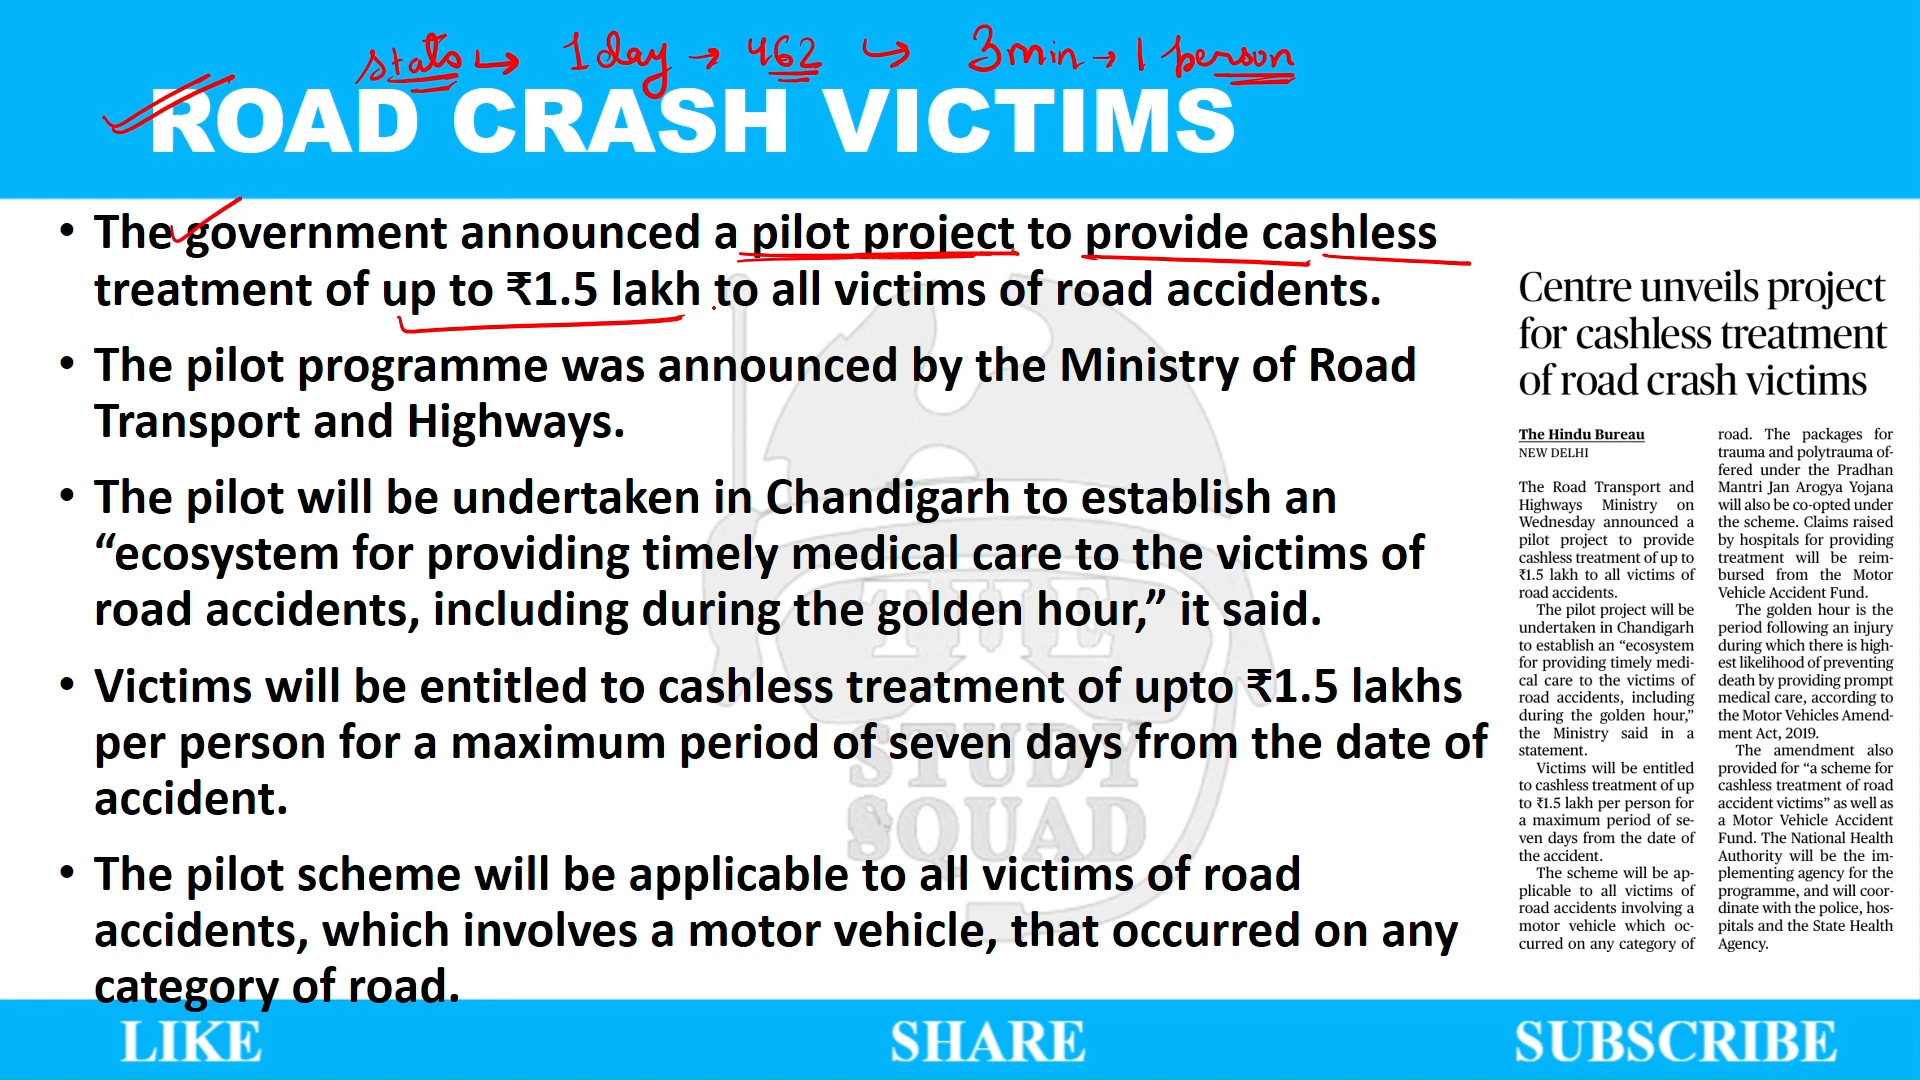 stats ↪ 1 day → 462 ↪ 3 min → 1 person
ROAD CRASH VICTIMS
• The government announced a pilot project to provide cashless
treatment of up to ₹1.5 lakh to all victims of road accidents.
• The pilot programme was announced by the Ministry of Road
Transport and Highways.
• The pilot will be undertaken in Chandigarh to establish an
“ecosystem for providing timely medical care to the victims of
road accidents, including during the golden hour,” it said.
• Victims will be entitled to cashless treatment of upto ₹1.5 lakhs
per person for a maximum period of seven days from the date of
accident.
• The pilot scheme will be applicable to all victims of road
accidents, which involves a motor vehicle, that occurred on any
category of road.
THE
STUDY
SQUAD
Centre unveils project
for cashless treatment
of road crash victims
The Hindu Bureau
NEW DELHI
The Road Transport and
Highways Ministry on
Wednesday announced a
pilot project to provide
cashless treatment of up to
₹1.5 lakh to all victims of
road accidents.
The pilot project will be
undertaken in Chandigarh
to establish an “ecosystem
for providing timely medi-
cal care to the victims of
road accidents, including
during the golden hour,”
the Ministry said in a
statement.
Victims will be entitled
to cashless treatment of up
to ₹1.5 lakh per person for
a maximum period of se-
ven days from the date of
the accident.
The scheme will be ap-
plicable to all victims of
road accidents involving a
motor vehicle which oc-
curred on any category of
road. The packages for
trauma and polytrauma of-
fered under the Pradhan
Mantri Jan Arogya Yojana
will also be co-opted under
the scheme. Claims raised
by hospitals for providing
treatment will be reim-
bursed from the Motor
Vehicle Accident Fund.
The golden hour is the
period following an injury
during which there is high-
est likelihood of preventing
death by providing prompt
medical care, according to
the Motor Vehicles Amend-
ment Act, 2019.
The amendment also
provided for “a scheme for
cashless treatment of road
accident victims” as well as
a Motor Vehicle Accident
Fund. The National Health
Authority will be the im-
plementing agency for the
programme, and will coor-
dinate with the police, hos-
pitals and the State Health
Agency.
LIKE
SHARE
SUBSCRIBE